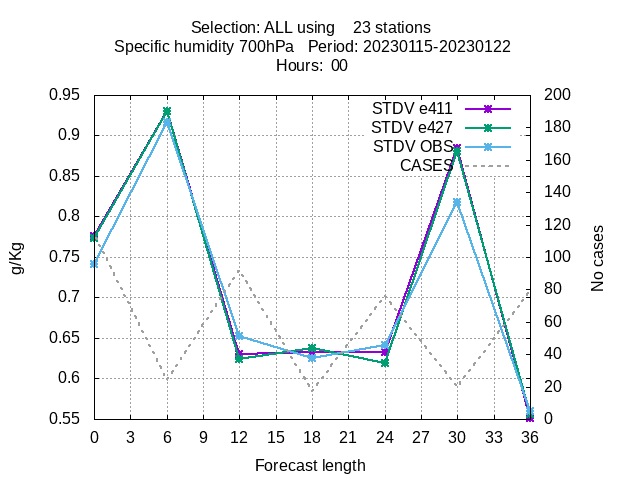 Selection: ALL using    23 stations
Specific humidity 700hPa   Period: 20230115-20230122
Hours:  00
STDV e411
STDV e427
STDV OBS
CASES
0.95
0.9
0.85
0.8
0.75
0.7
0.65
0.6
0.55
200
180
160
140
120
100
80
60
40
20
0
g/Kg
No cases
0 3 6 9 12 15 18 21 24 27 30 33 36
Forecast length